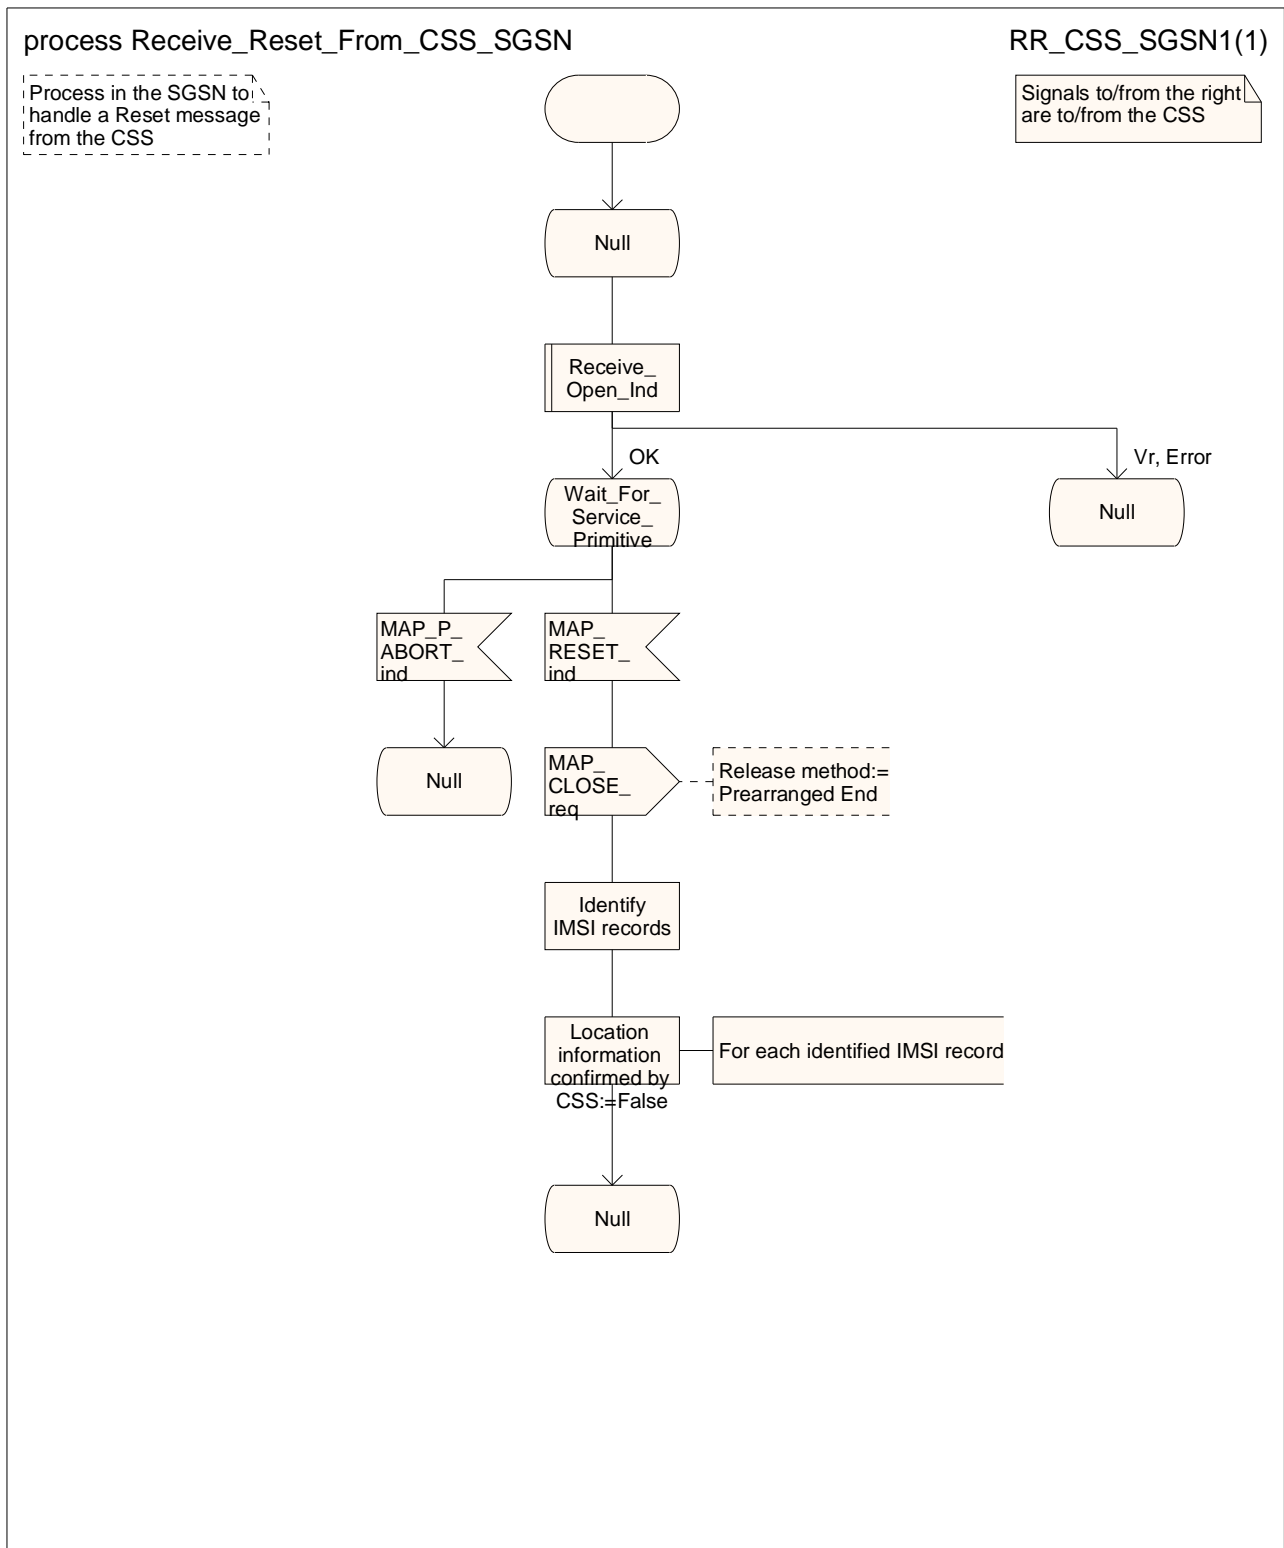 process Receive_Reset_From_CSS_SGSN
RR_CSS_SGSN1(1)
Process in the SGSN to
handle a Reset message
from the CSS
Signals to/from the right
are to/from the CSS
Null
Receive_
Open_Ind
OK
Vr, Error
Wait_For_
Service_
Primitive
Null
MAP_P_
ABORT_
ind
MAP_
RESET_
ind
Null
MAP_
CLOSE_
req
Release method:=
Prearranged End
Identify
IMSI records
Location
information
confirmed by
CSS:=False
For each identified IMSI record
Null